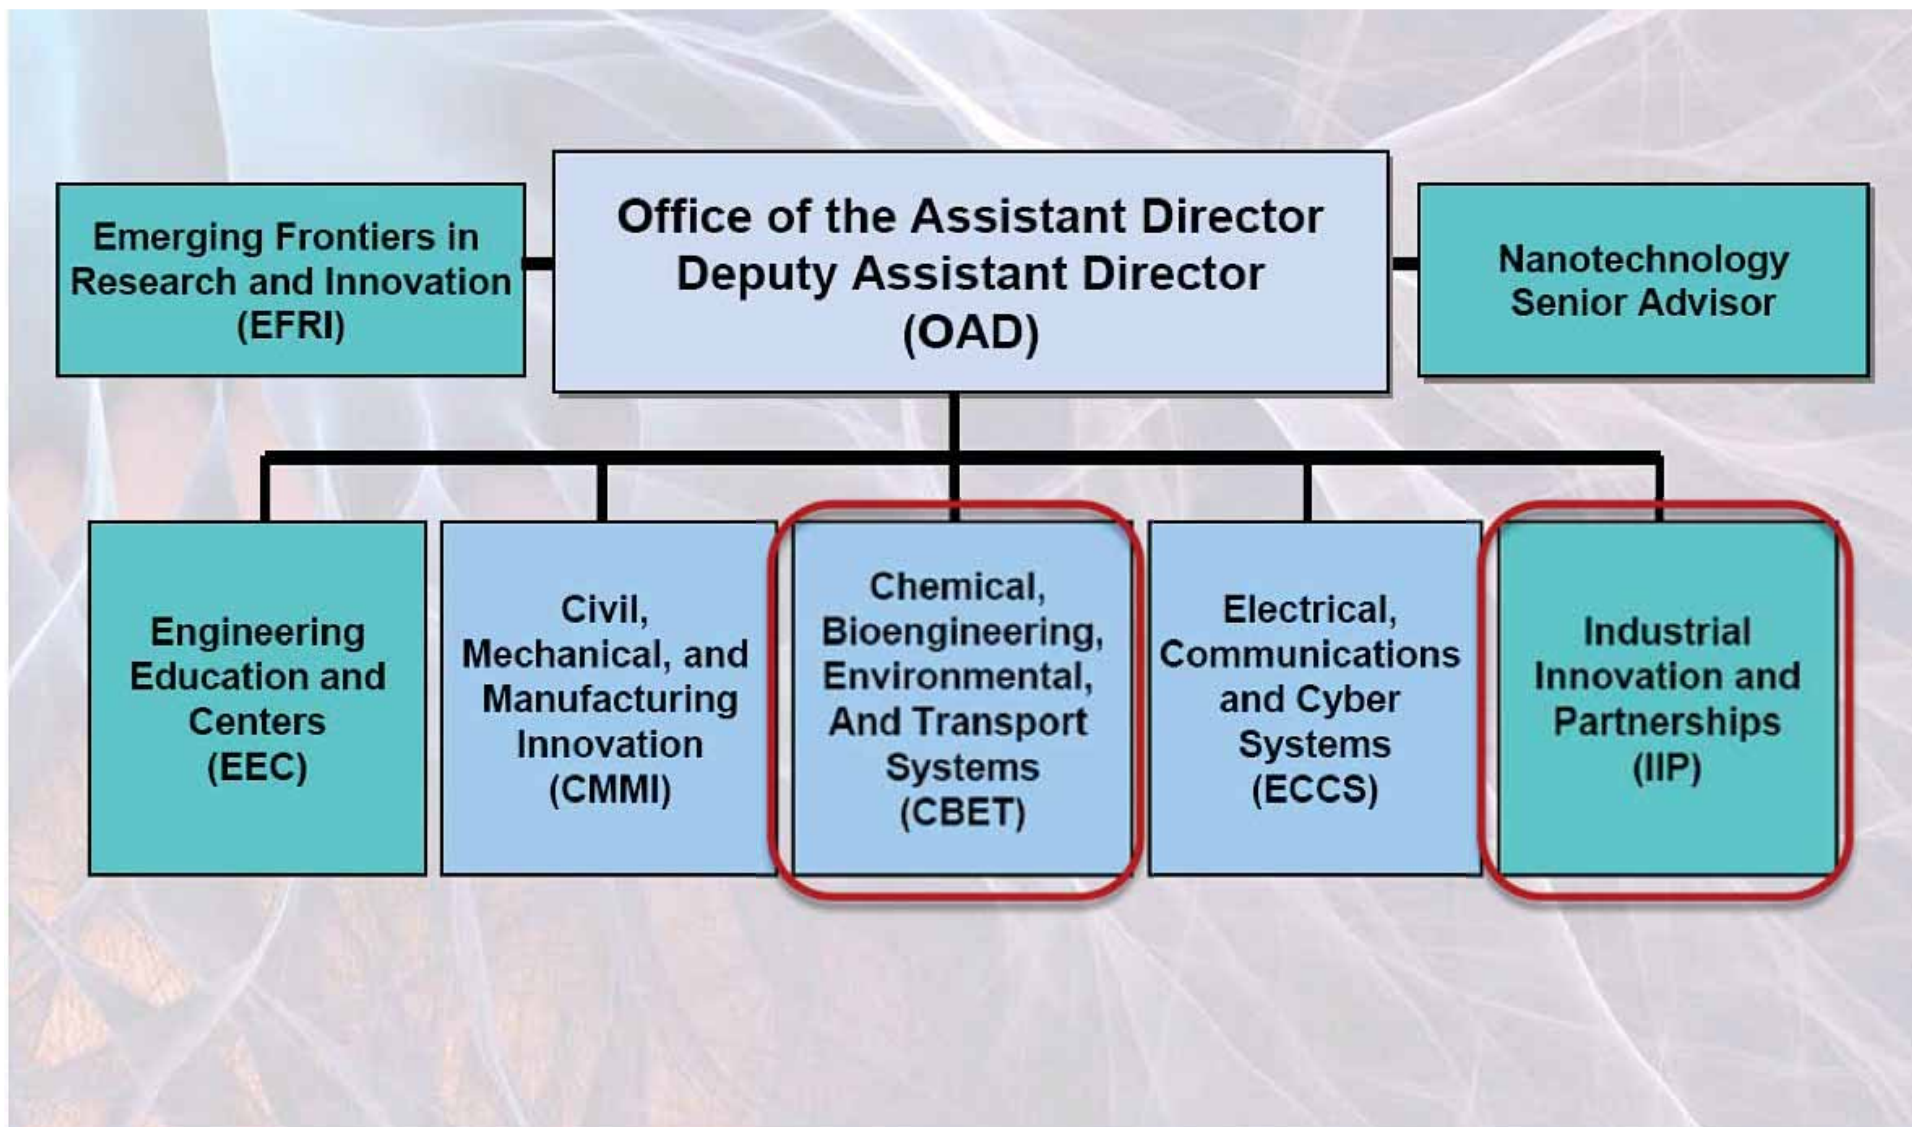 Emerging Frontiers in
Research and Innovation
(EFRI)
Office of the Assistant Director
Deputy Assistant Director
(OAD)
Nanotechnology
Senior Advisor
Engineering
Education and
Centers
(EEC)
Civil,
Mechanical, and
Manufacturing
Innovation
(CMMI)
Chemical,
Bioengineering,
Environmental,
And Transport
Systems
(CBET)
Electrical,
Communications
and Cyber
Systems
(ECCS)
Industrial
Innovation and
Partnerships
(IIP)